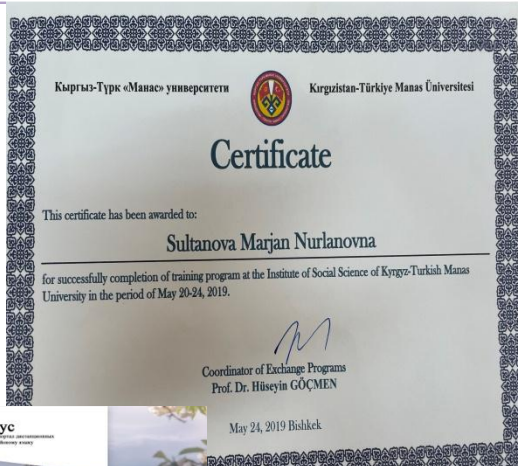 Кыргыз-Түрк «Манас» университети
Kırgızistan-Türkiye Manas Üniversitesi
Certificate
This certificate has been awarded to:
Sultanova Marjan Nurlanovna
for successfully completion of training program at the Institute of Social Science of Kyrgyz-Turkish Manas
University in the period of May 20-24, 2019.
Coordinator of Exchange Programs
Prof. Dr. Hüseyin GÖÇMEN
May 24, 2019 Bishkek